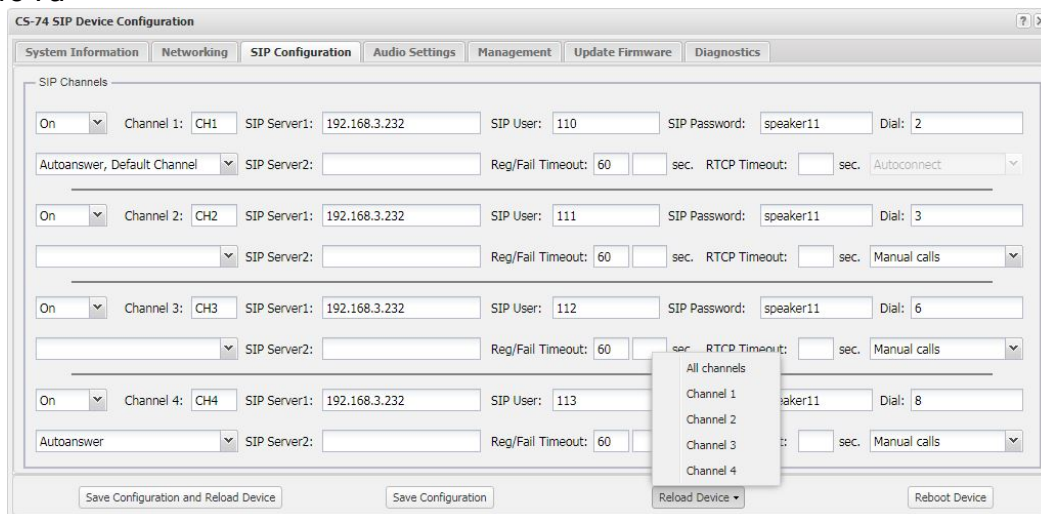 CS-74 SIP Device Configuration ?
System Information Networking SIP Configuration Audio Settings Management Update Firmware Diagnostics
SIP Channels
On Channel 1: CH1 SIP Server1: 192.168.3.232 SIP User: 110 SIP Password: speaker11 Dial: 2
Autoanswer, Default Channel SIP Server2: Reg/Fail Timeout: 60 sec. RTCP Timeout: sec. Autoconnect
On Channel 2: CH2 SIP Server1: 192.168.3.232 SIP User: 111 SIP Password: speaker11 Dial: 3
SIP Server2: Reg/Fail Timeout: 60 sec. RTCP Timeout: sec. Manual calls
On Channel 3: CH3 SIP Server1: 192.168.3.232 SIP User: 112 SIP Password: speaker11 Dial: 6
SIP Server2: Reg/Fail Timeout: 60 sec. RTCP Timeout: sec. Manual calls
All channels
On Channel 4: CH4 SIP Server1: 192.168.3.232 SIP User: 113 Channel 1 Dial: 8
Channel 2
Autoanswer SIP Server2: Reg/Fail Timeout: 60 Channel 3 sec. Manual calls
Channel 4
Save Configuration and Reload Device Save Configuration Reload Device Reboot Device